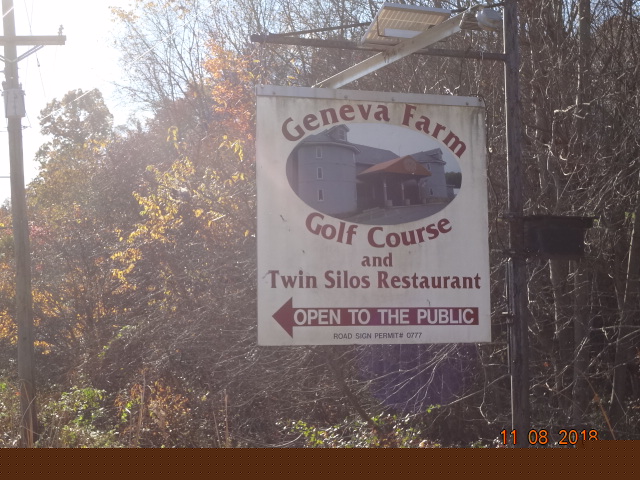 Geneva Farm
Golf Course
and
Twin Silos Restaurant
OPEN TO THE PUBLIC
ROAD SIGN PERMIT# 0777
11 08 2018